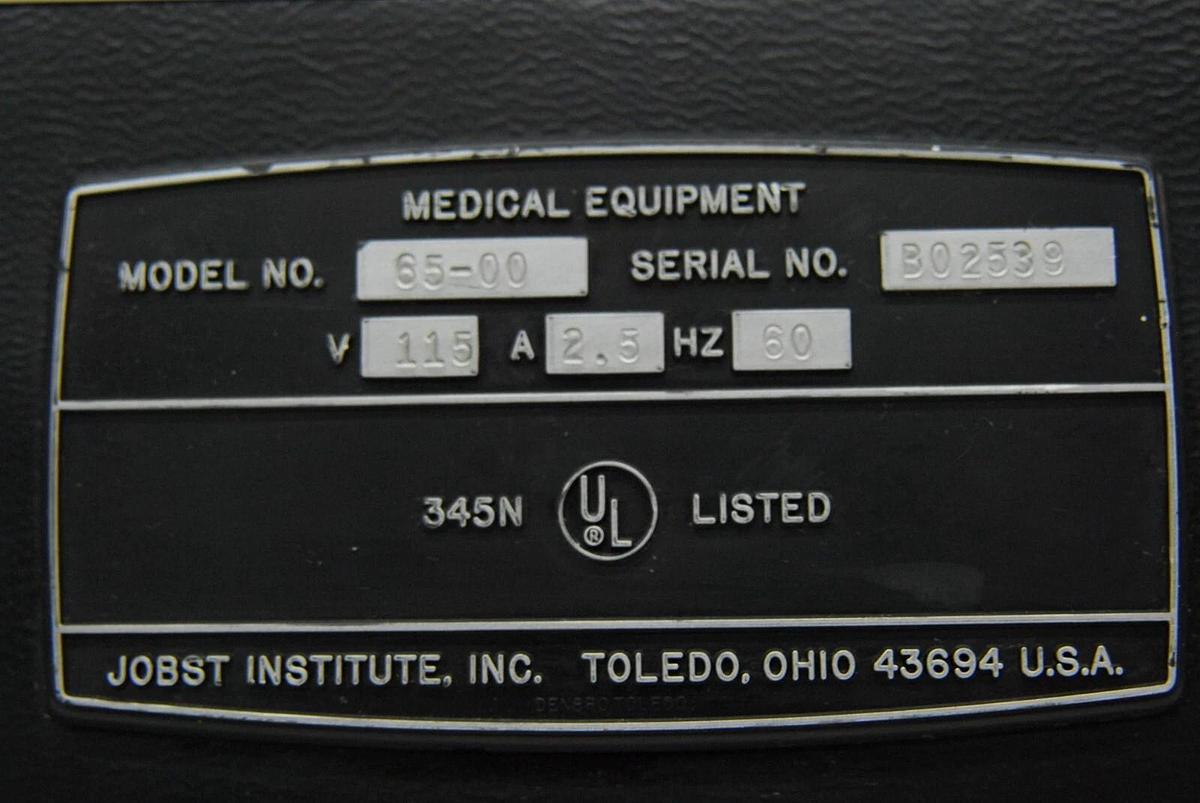 MEDICAL EQUIPMENT
MODEL NO. 65-00 SERIAL NO. B02539
V 115 A 2.5 HZ 60
345N UL ® LISTED
JOBST INSTITUTE, INC. TOLEDO, OHIO 43694 U.S.A.
TOLEDO